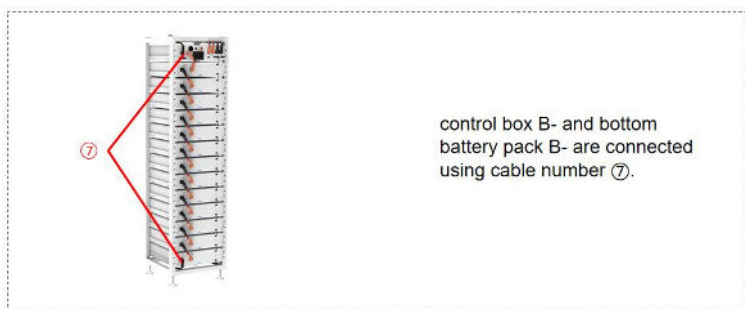 ⑦
control box B- and bottom
battery pack B- are connected
using cable number ⑦.